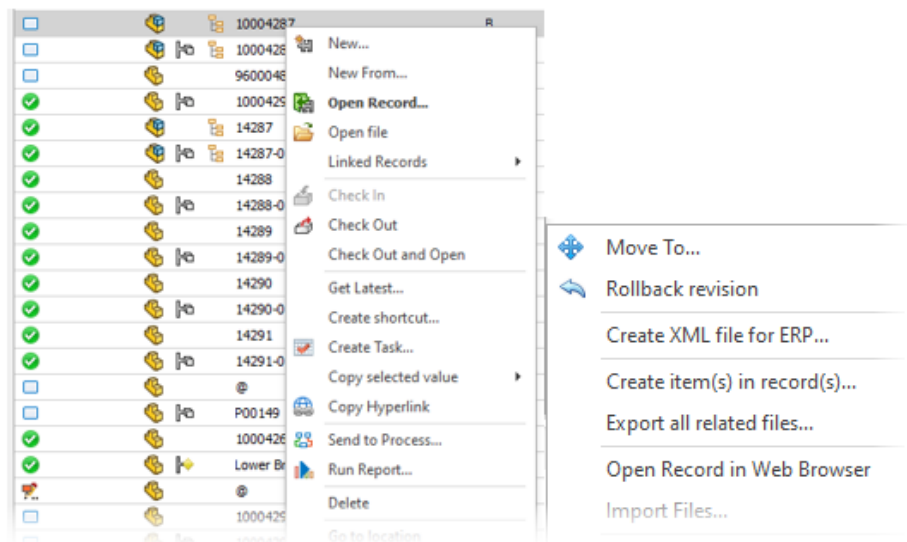 10004287 B
1000428
9600048
1000429
14287
14287-0
14288
14288-0
14289
14289-0
14290
14290-0
14291
14291-0
@
P00149
1000426
Lower Br
@
1000429
New...
New From...
Open Record...
Open file
Linked Records
Check In
Check Out
Check Out and Open
Get Latest...
Create shortcut...
Create Task...
Copy selected value
Copy Hyperlink
Send to Process...
Run Report...
Delete
Go to location
Move To...
Rollback revision
Create XML file for ERP...
Create item(s) in record(s)...
Export all related files...
Open Record in Web Browser
Import Files...